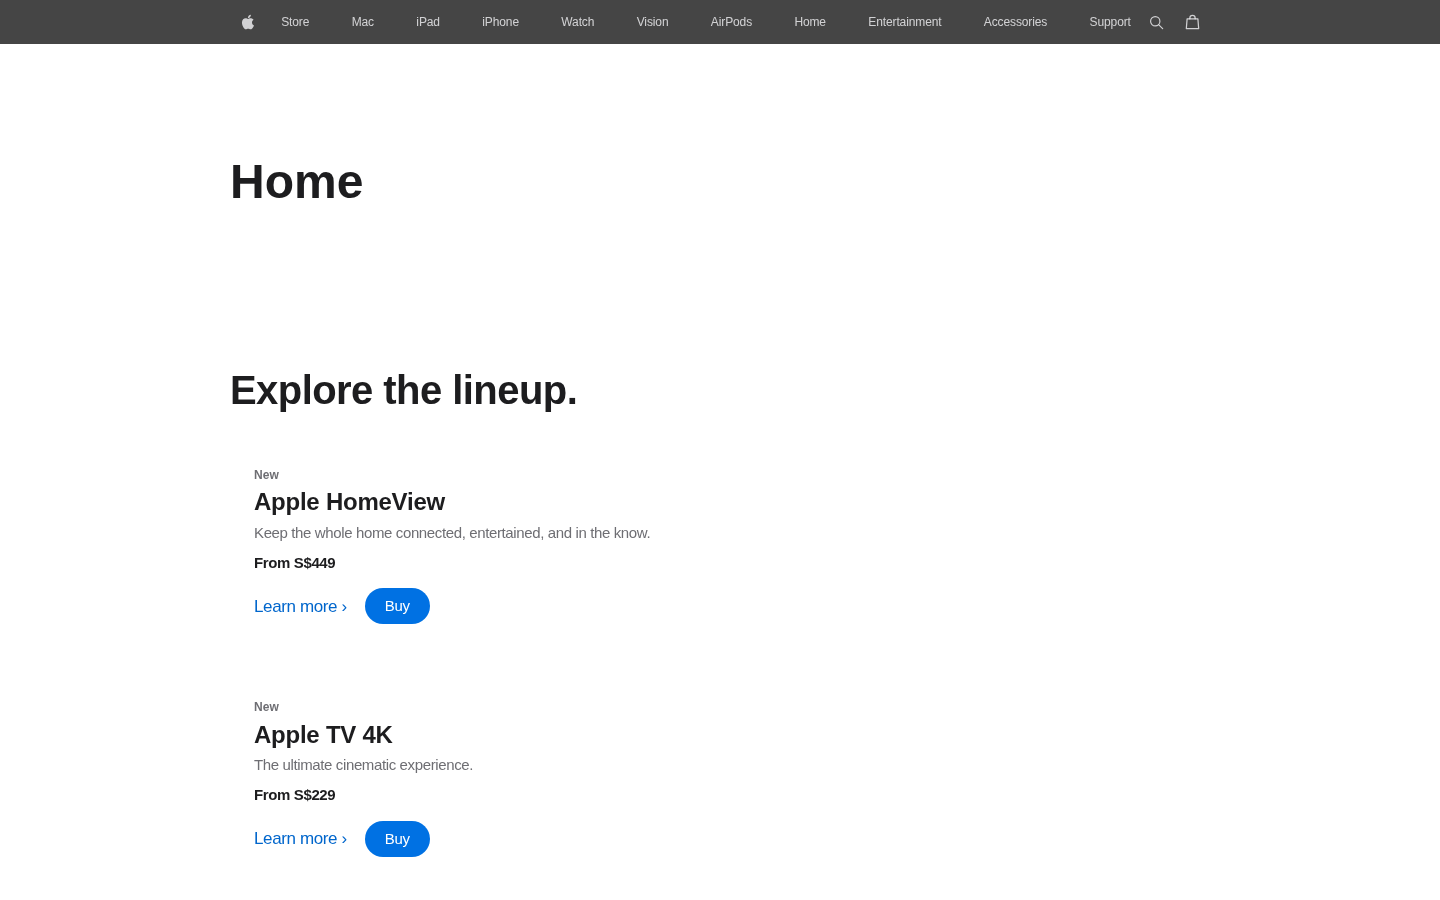 Store Mac iPad iPhone Watch Vision AirPods Home Entertainment Accessories Support
Home
Explore the lineup.
New
Apple HomeView
Keep the whole home connected, entertained, and in the know.
From S$449
Learn more › Buy
New
Apple TV 4K
The ultimate cinematic experience.
From S$229
Learn more › Buy